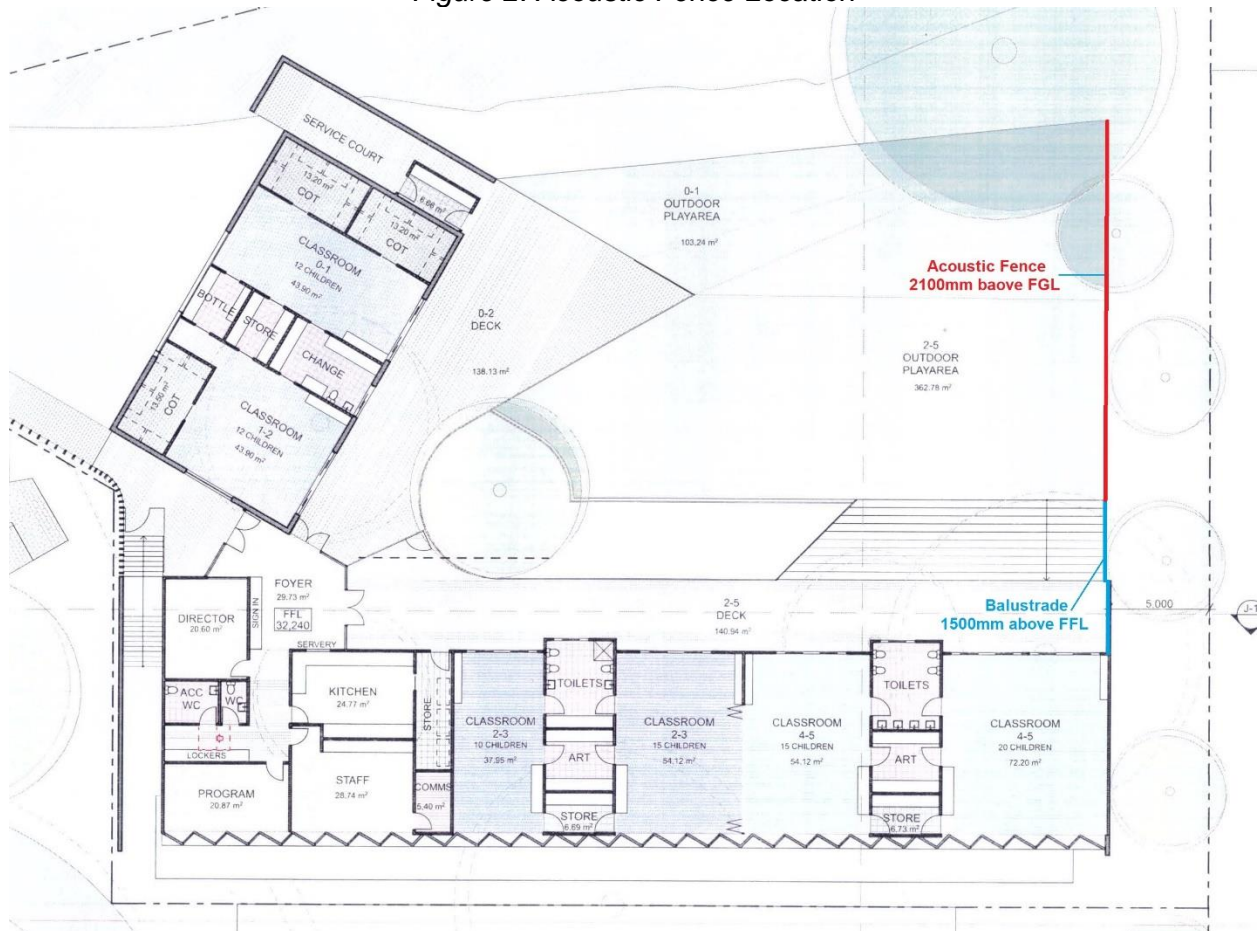 Figure 2: Acoustic Fence Location
SERVICE COURT
13.20 m²
COT
13.20 m²
COT
6.66 m²
CLASSROOM
0-1
12 CHILDREN
43.90 m²
BOTTLE
STORE
CHANGE
13.50 m²
COT
CLASSROOM
1-2
12 CHILDREN
43.90 m²
0-2
DECK
138.13 m²
0-1
OUTDOOR
PLAYAREA
103.24 m²
Acoustic Fence
2100mm baove FGL
2-5
OUTDOOR
PLAYAREA
362.78 m²
Balustrade
1500mm above FFL
5,000
J-1
FOYER
29.73 m²
FFL
32,240
SIGN IN
DIRECTOR
20.60 m²
SERVERY
2-5
DECK
140.94 m²
ACC
WC
WC
LOCKERS
KITCHEN
24.77 m²
STORE
PROGRAM
20.87 m²
STAFF
28.74 m²
COMMS
5.40 m²
CLASSROOM
2-3
10 CHILDREN
37.95 m²
TOILETS
ART
STORE
6.69 m²
CLASSROOM
2-3
15 CHILDREN
54.12 m²
CLASSROOM
4-5
15 CHILDREN
54.12 m²
TOILETS
ART
STORE
6.73 m²
CLASSROOM
4-5
20 CHILDREN
72.20 m²